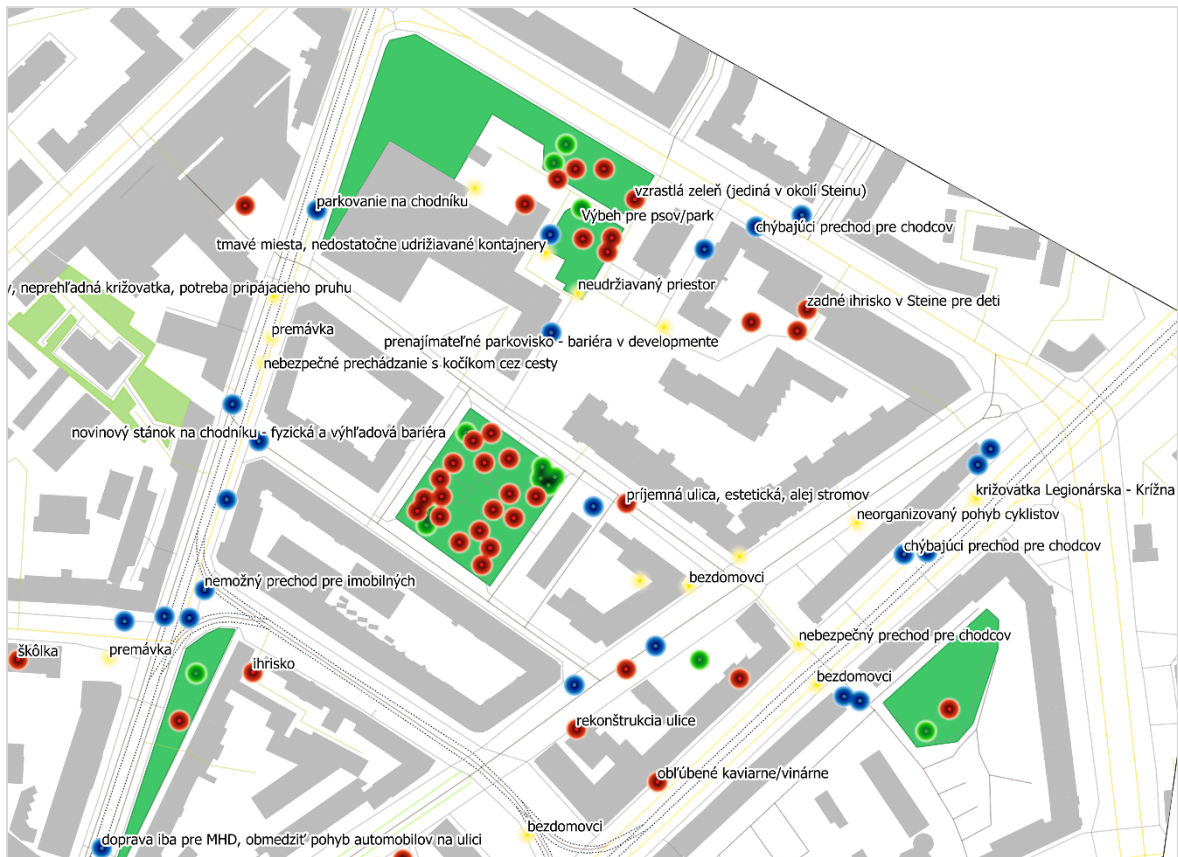 vzrastlá zeleň (jediná v okolí Steinu)
parkovanie na chodníku
Výbeh pre psov/park
chýbajúci prechod pre chodcov
tmavé miesta, nedostatočne udržiavané kontajnery
neudržiavaný priestor
y, neprehľadná križovatka, potreba pripájacieho pruhu
zadné ihrisko v Steine pre deti
premávka
prenajímateľné parkovisko - bariéra v developmente
nebezpečné prechádzanie s kočíkom cez cesty
novinový stánok na chodníku - fyzická a výhľadová bariéra
križovatka Legionárska - Krížna
príjemná ulica, estetická, alej stromov
neorganizovaný pohyb cyklistov
chýbajúci prechod pre chodcov
nemožný prechod pre imobilných
bezdomovci
nebezpečný prechod pre chodcov
škôlka
premávka
ihrisko
bezdomovci
rekonštrukcia ulice
obľúbené kaviarne/vinárne
bezdomovci
doprava iba pre MHD, obmedziť pohyb automobilov na ulici